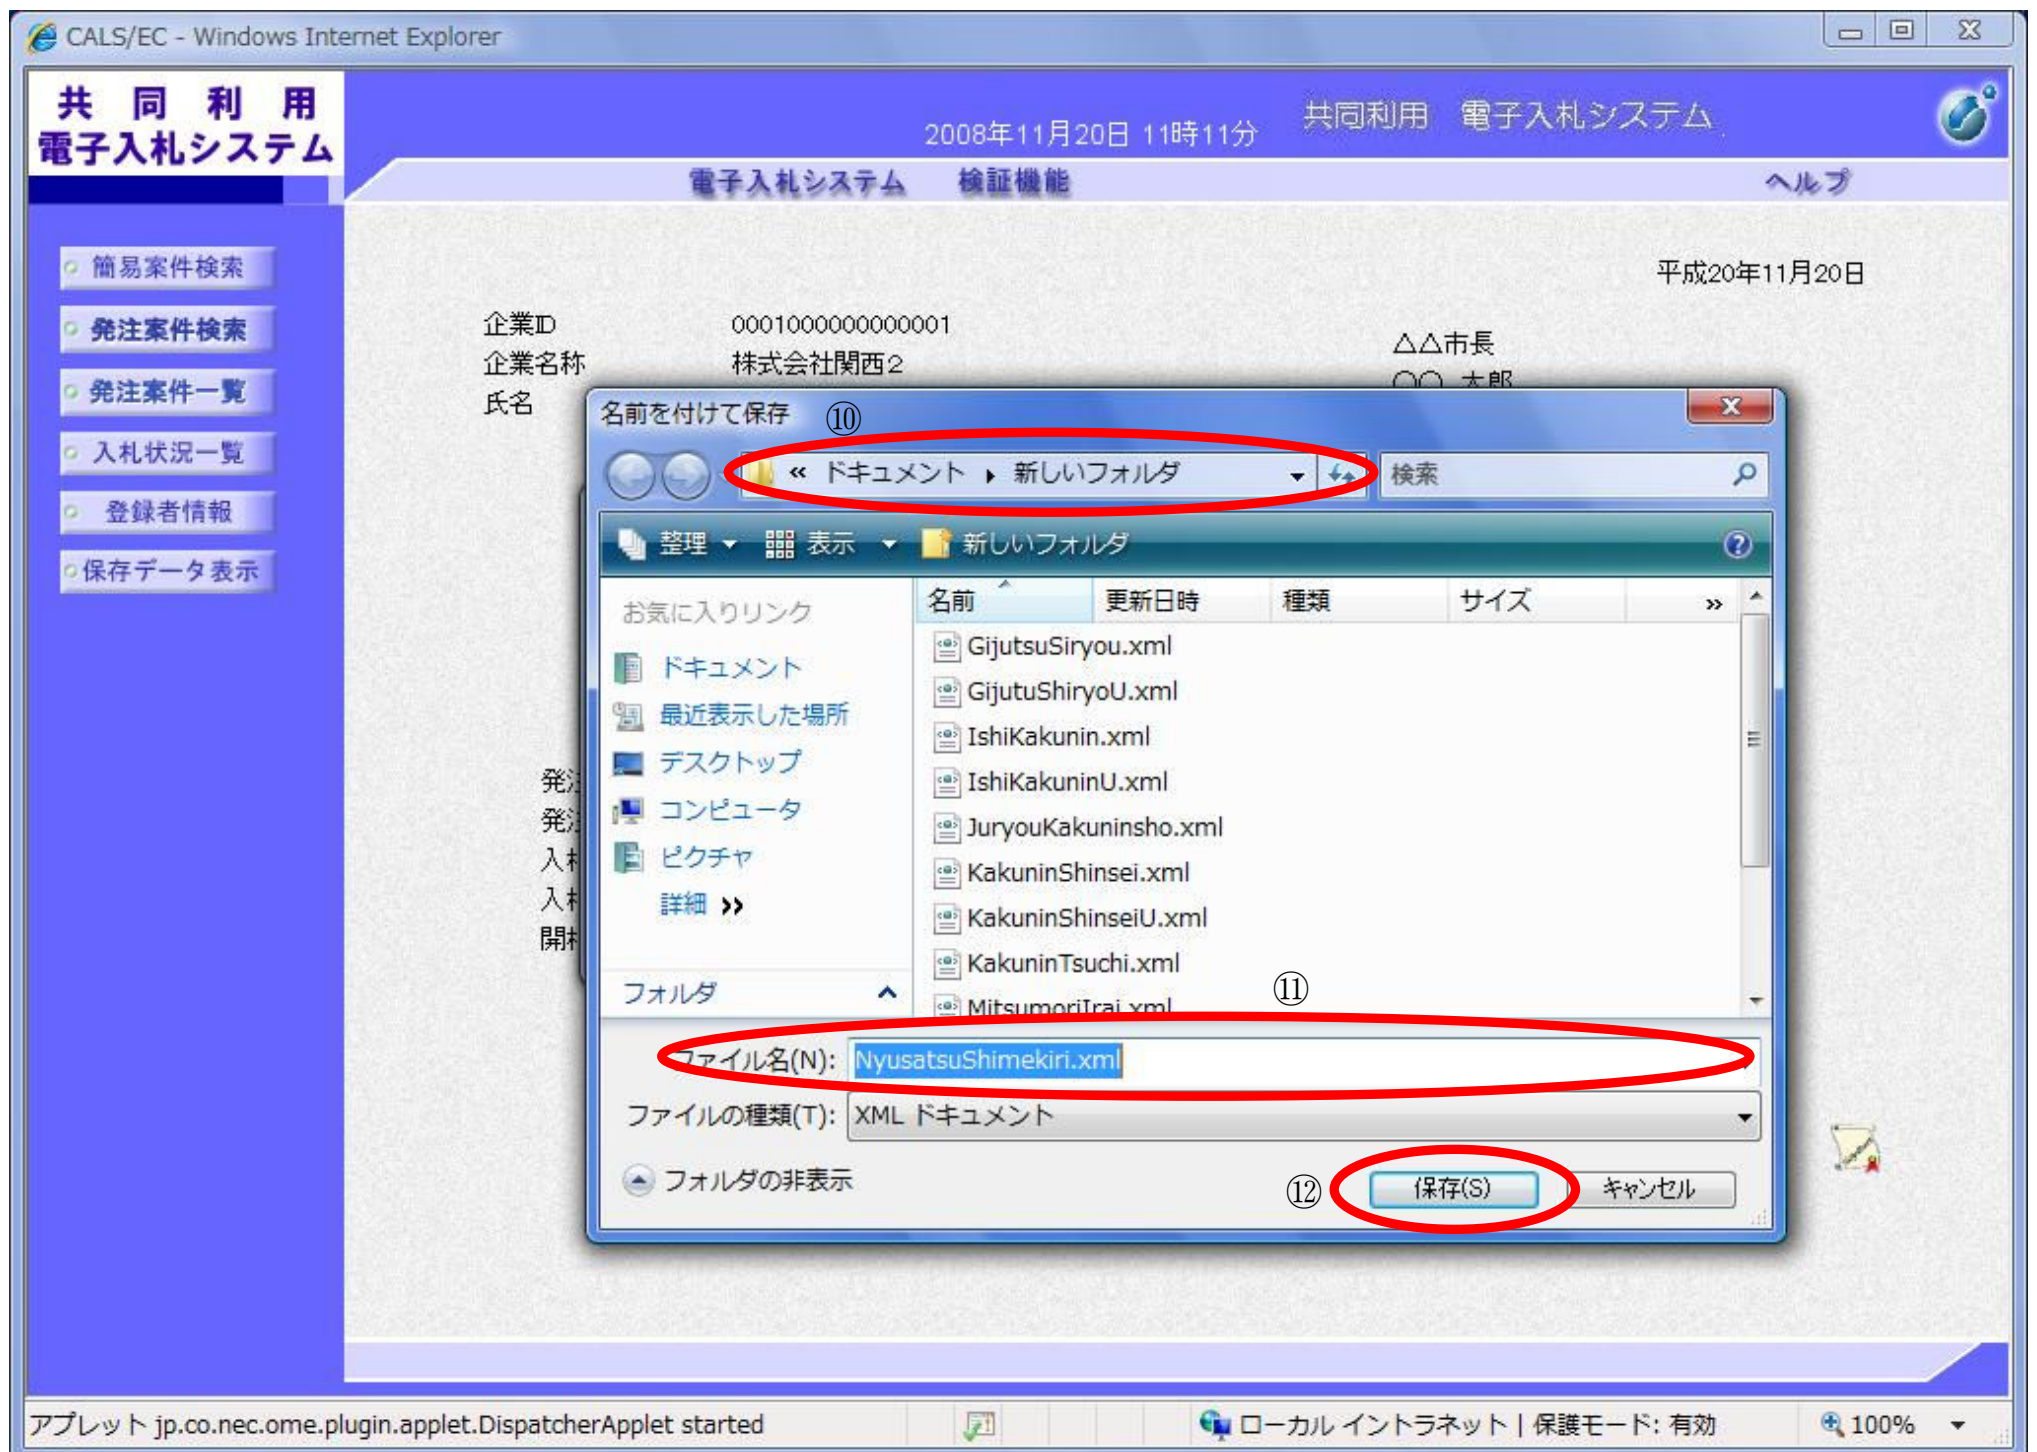 CALS/EC - Windows Internet Explorer
共同利用
電子入札システム
2008年11月20日 11時11分
共同利用 電子入札システム
電子入札システム 検証機能 ヘルプ
簡易案件検索
発注案件検索
発注案件一覧
入札状況一覧
登録者情報
保存データ表示
平成20年11月20日
企業ID 0001000000000001
企業名称 株式会社関西2
氏名
△△市長
〇〇 太郎
発注
発注
入札
入札
開札
名前を付けて保存 ⑩
« ドキュメント ▸ 新しいフォルダ
検索
整理 表示 新しいフォルダ
お気に入りリンク
ドキュメント
最近表示した場所
デスクトップ
コンピュータ
ピクチャ
詳細 »
フォルダ
名前 更新日時 種類 サイズ »
GijutsuSiryou.xml
GijutuShiryoU.xml
IshiKakunin.xml
IshiKakuninU.xml
JuryouKakuninsho.xml
KakuninShinsei.xml
KakuninShinseiU.xml
KakuninTsuchi.xml
MitsumoriIrai.xml
⑪
ファイル名(N): NyusatsuShimekiri.xml
ファイルの種類(T): XML ドキュメント
フォルダの非表示
⑫ 保存(S) キャンセル
アプレット jp.co.nec.ome.plugin.applet.DispatcherApplet started
ローカル イントラネット | 保護モード: 有効
100%